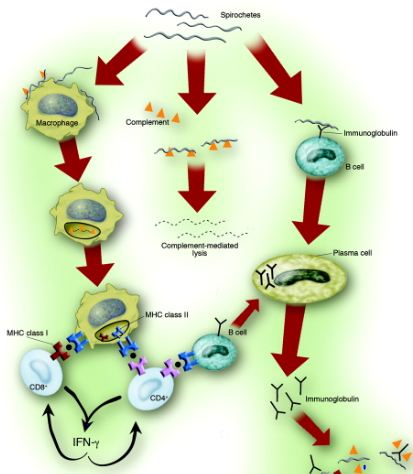 Spirochetes
Macrophage
Complement
Immunoglobulin
B cell
Complement-mediated
lysis
Plasma cell
MHC class I
MHC class II
B cell
CD8⁺
CD4⁺
Immunoglobulin
IFN-γ